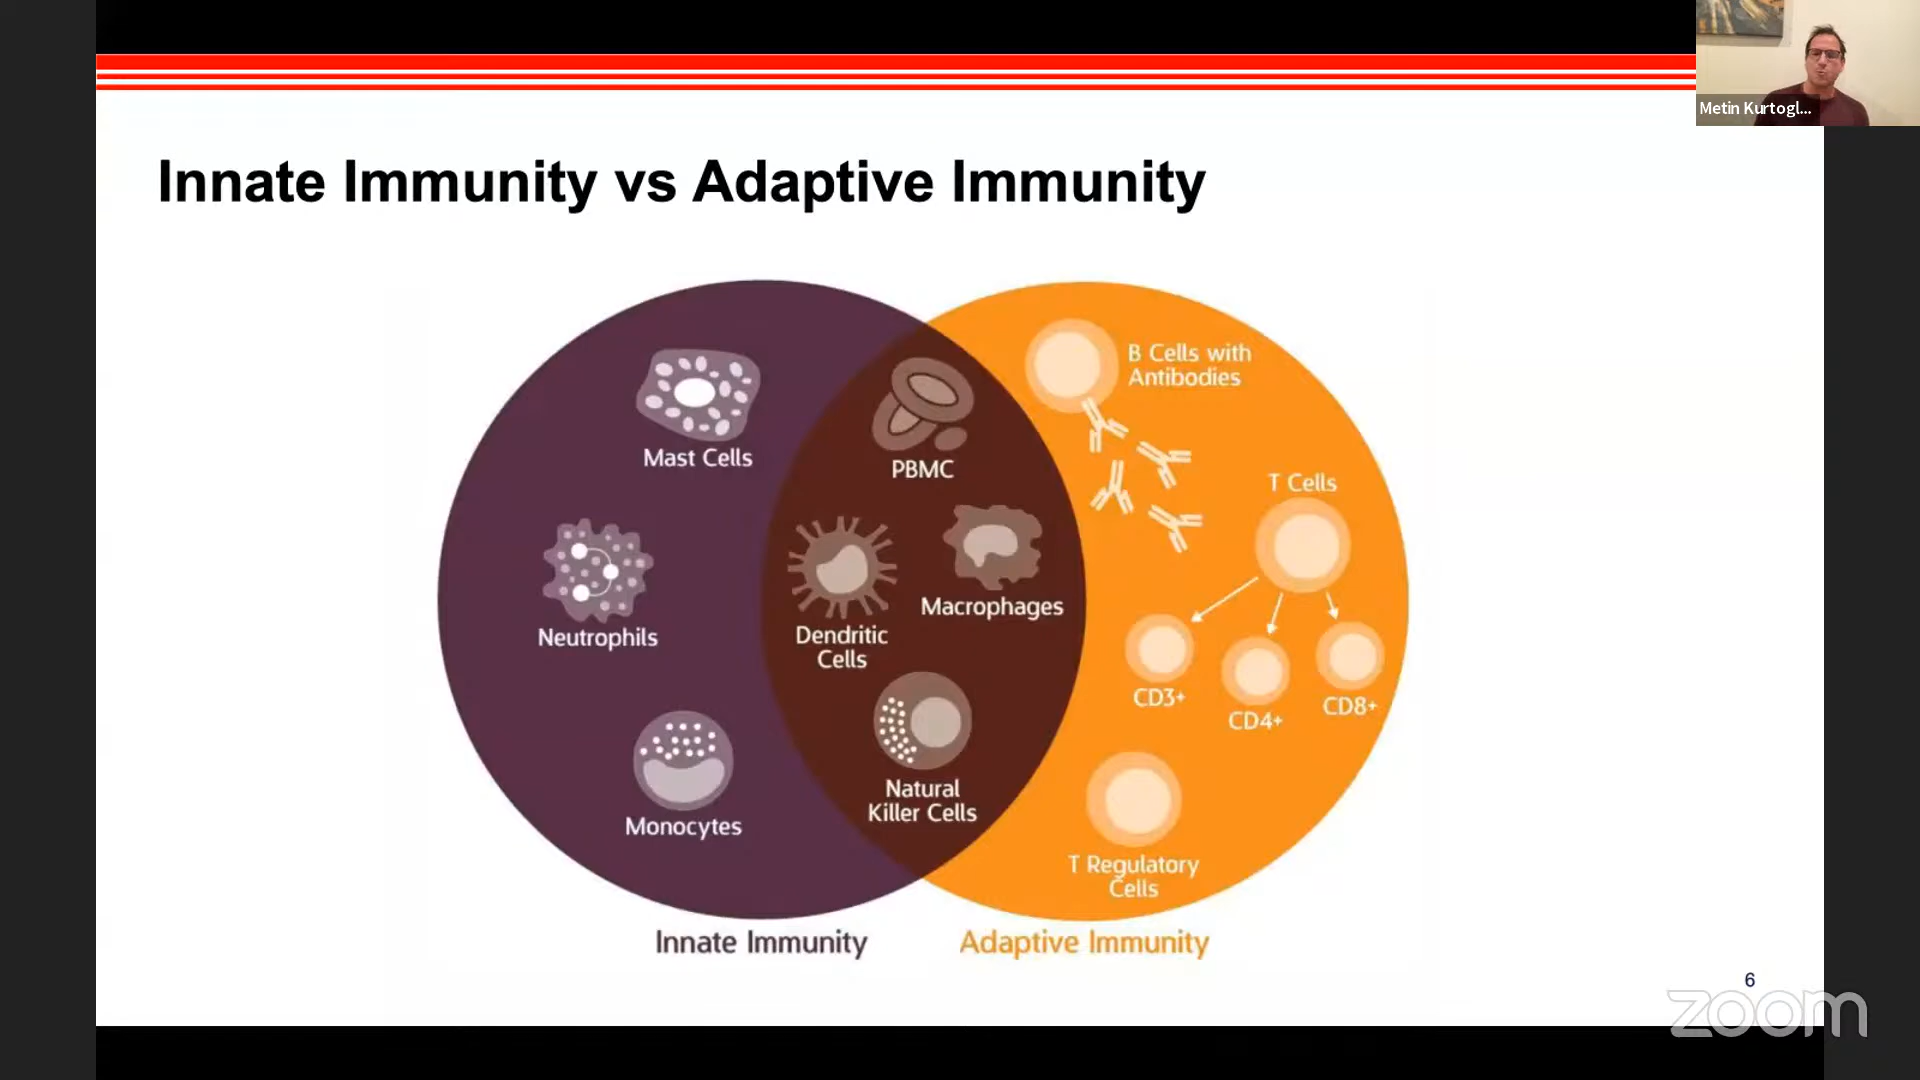 Metin Kurtogl...
Innate Immunity vs Adaptive Immunity
Mast Cells
Neutrophils
Monocytes
PBMC
Dendritic
Cells
Macrophages
Natural
Killer Cells
B Cells with
Antibodies
T Cells
CD3+
CD4+
CD8+
T Regulatory
Cells
Innate Immunity
Adaptive Immunity
6
zoom